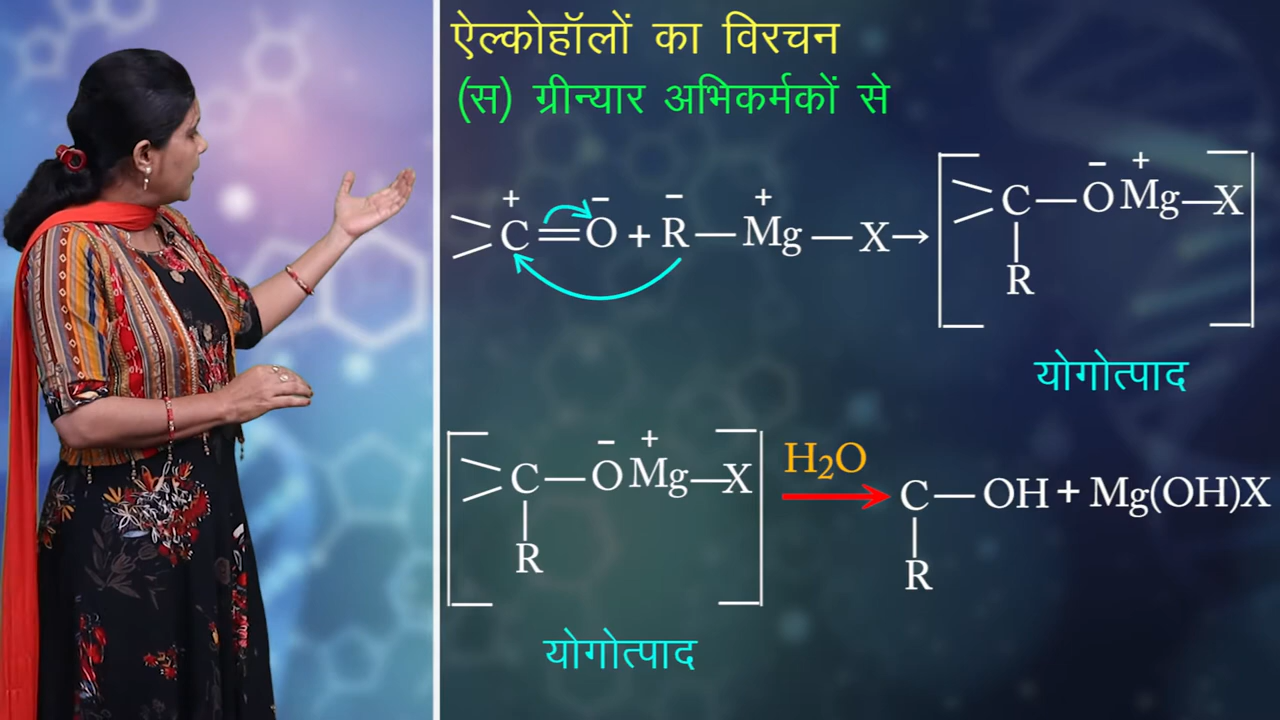 ऐल्कोहॉलों का विरचन
(स) ग्रीन्यार अभिकर्मकों से
+ − − +
C=O + R—Mg—X→
− +
C—OMg—X
R
योगोत्पाद
− +
C—OMg—X
R
H₂O
C—OH + Mg(OH)X
R
योगोत्पाद